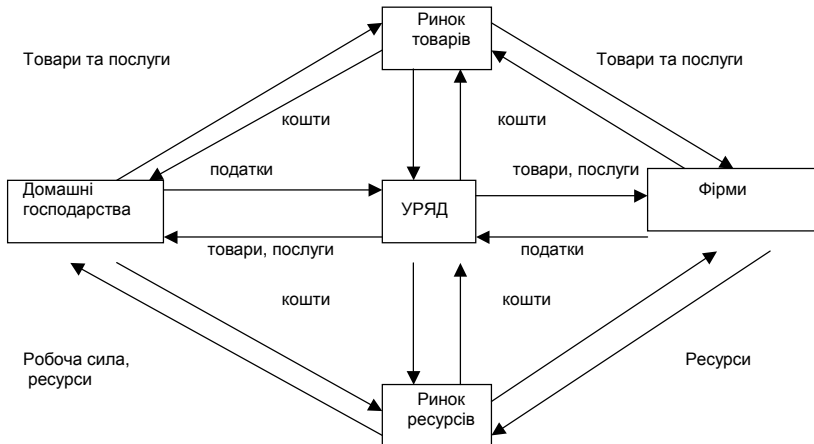 Ринок
товарів
Товари та послуги
Товари та послуги
кошти
кошти
податки
товари, послуги
Домашні
господарства
УРЯД
Фірми
товари, послуги
податки
кошти
кошти
Робоча сила,
ресурси
Ресурси
Ринок
ресурсів